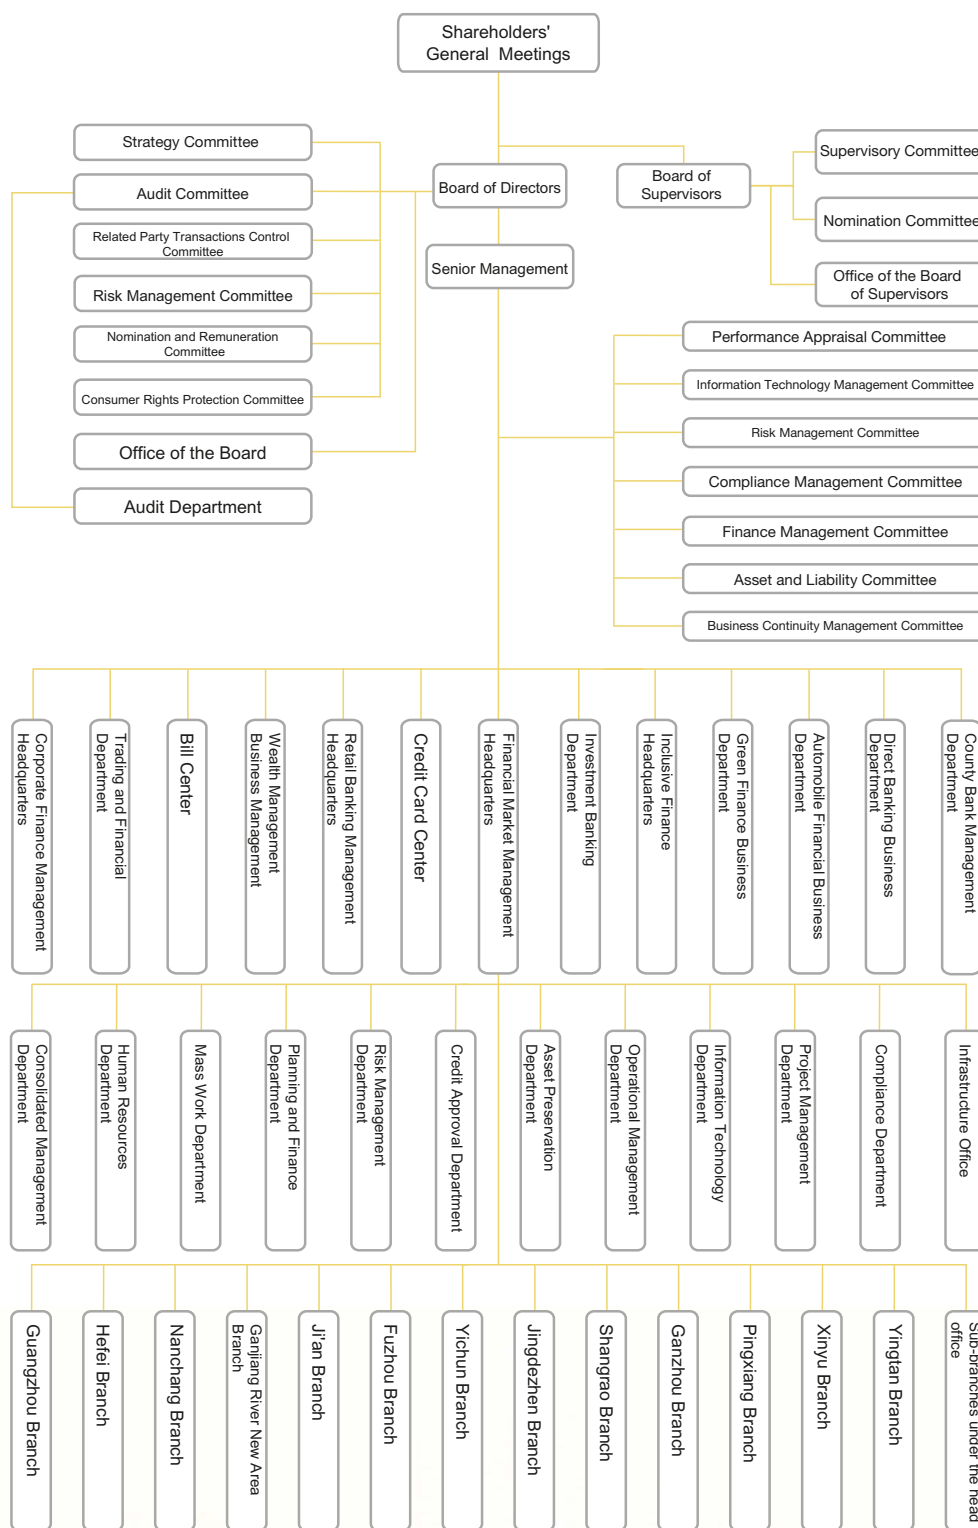 Shareholders'
General Meetings
Strategy Committee
Audit Committee
Related Party Transactions Control
Committee
Risk Management Committee
Nomination and Remuneration
Committee
Consumer Rights Protection Committee
Office of the Board
Audit Department
Board of Directors
Senior Management
Board of
Supervisors
Supervisory Committee
Nomination Committee
Office of the Board
of Supervisors
Performance Appraisal Committee
Information Technology Management Committee
Risk Management Committee
Compliance Management Committee
Finance Management Committee
Asset and Liability Committee
Business Continuity Management Committee
Corporate Finance Management
Headquarters
Trading and Financial
Department
Bill Center
Wealth Management
Business Management
Retail Banking Management
Headquarters
Credit Card Center
Financial Market Management
Headquarters
Investment Banking
Department
Inclusive Finance
Headquarters
Green Finance Business
Department
Automobile Financial Business
Department
Direct Banking Business
Department
County Bank Management
Department
Consolidated Management
Department
Human Resources
Department
Mass Work Department
Planning and Finance
Department
Risk Management
Department
Credit Approval Department
Asset Preservation
Department
Operational Management
Department
Information Technology
Department
Project Management
Department
Compliance Department
Infrastructure Office
Guangzhou Branch
Hefei Branch
Nanchang Branch
Ganjiang River New Area
Branch
Ji'an Branch
Fuzhou Branch
Yichun Branch
Jingdezhen Branch
Shangrao Branch
Ganzhou Branch
Pingxiang Branch
Xinyu Branch
Yingtan Branch
Sub-branches under the head
office